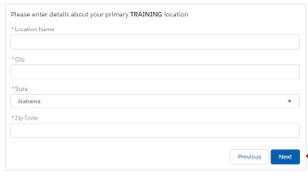 Please enter details about your primary TRAINING location
*Location Name
*City
*State
Alabama
*Zip Code
Previous
Next